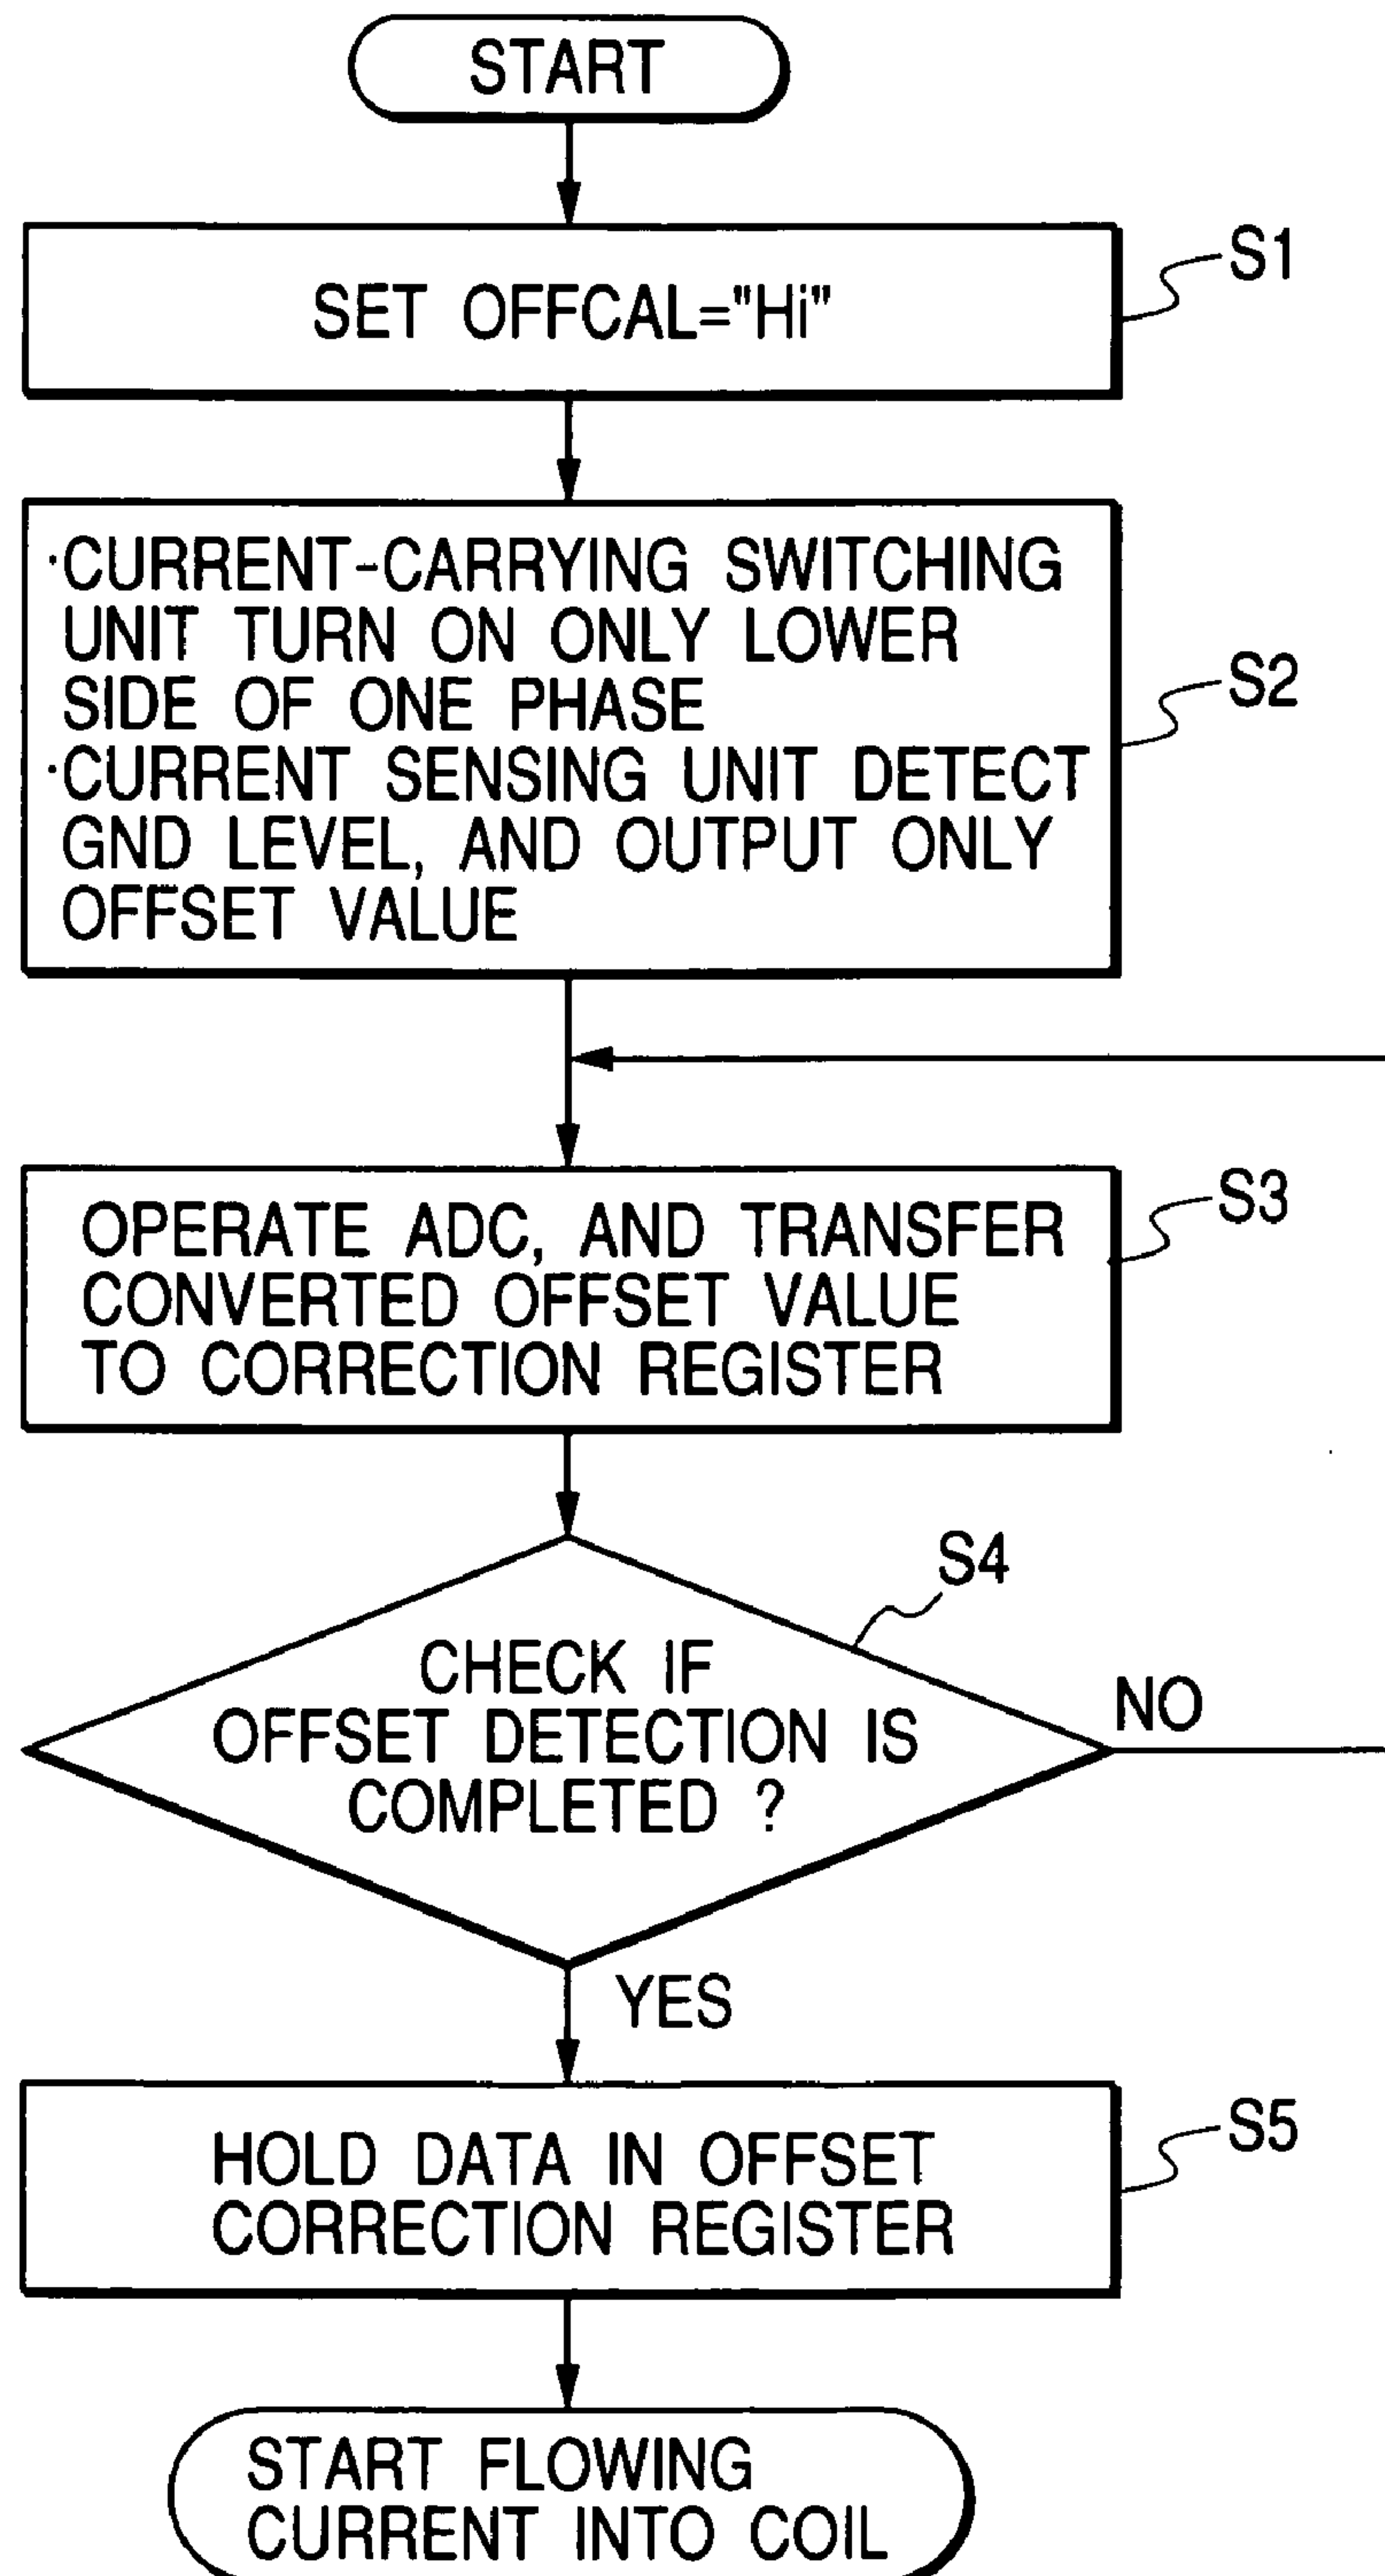 START
S1
SET OFFCAL="Hi"
·CURRENT-CARRYING SWITCHING
UNIT TURN ON ONLY LOWER
SIDE OF ONE PHASE
·CURRENT SENSING UNIT DETECT
GND LEVEL, AND OUTPUT ONLY
OFFSET VALUE
S2
OPERATE ADC, AND TRANSFER
CONVERTED OFFSET VALUE
TO CORRECTION REGISTER
S3
S4
CHECK IF
OFFSET DETECTION IS
COMPLETED ?
NO
YES
HOLD DATA IN OFFSET
CORRECTION REGISTER
S5
START FLOWING
CURRENT INTO COIL